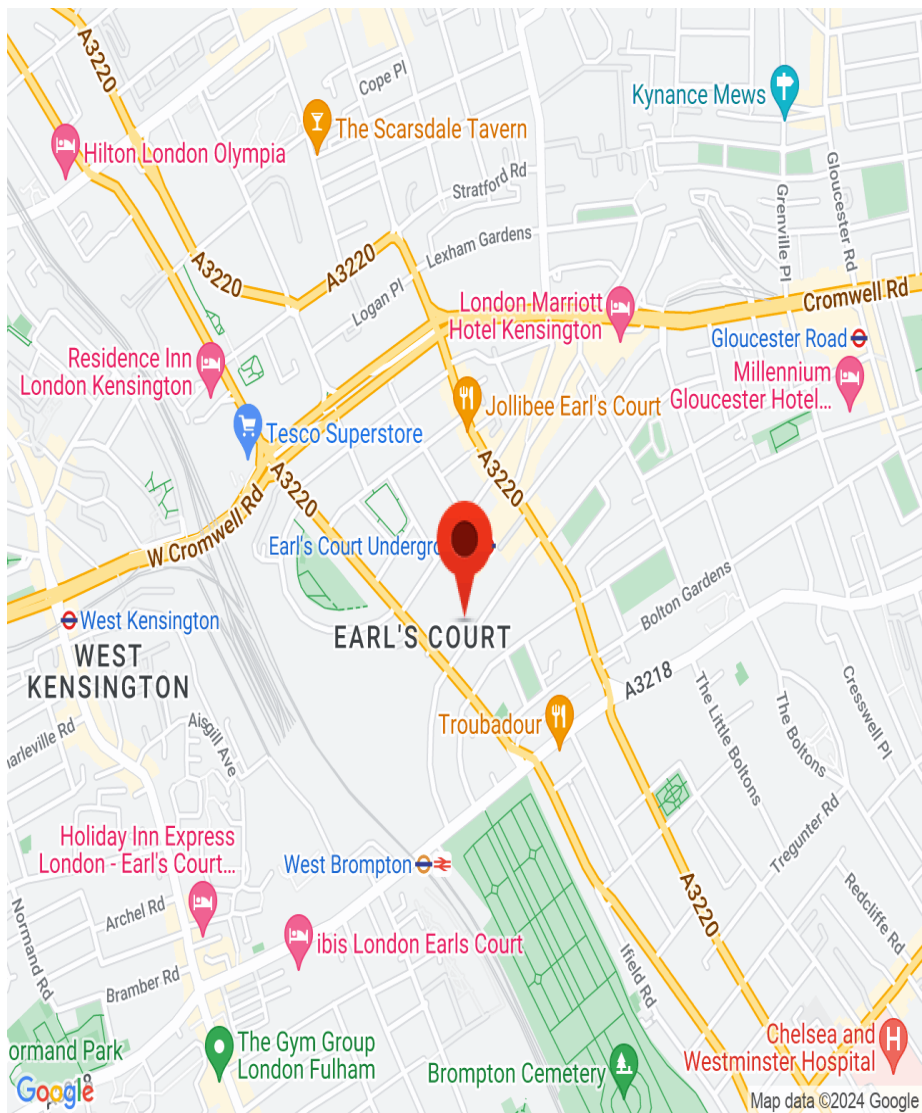 A3220
Cope Pl
Kynance Mews
The Scarsdale Tavern
Hilton London Olympia
Stratford Rd
Gloucester Rd
Grenville Pl
Lexham Gardens
A3220
A3220
Logan Pl
London Marriott
Hotel Kensington
Cromwell Rd
Gloucester Road
Residence Inn
London Kensington
Millennium
Gloucester Hotel...
Jollibee Earl's Court
Tesco Superstore
A3220
A3220
W Cromwell Rd
Earl's Court Undergro
Bolton Gardens
West Kensington
EARL'S COURT
WEST
KENSINGTON
A3218
The Little Boltons
The Boltons
Cresswell Pl
Aisgill Ave
harleville Rd
Troubadour
Tregunter Rd
Holiday Inn Express
London - Earl's Court...
West Brompton
A3220
Redcliffe Rd
Archel Rd
Normand Rd
ibis London Earls Court
Ifield Rd
Bramber Rd
ormand Park
The Gym Group
London Fulham
Chelsea and
Westminster Hospital
Brompton Cemetery
Google
Map data ©2024 Google